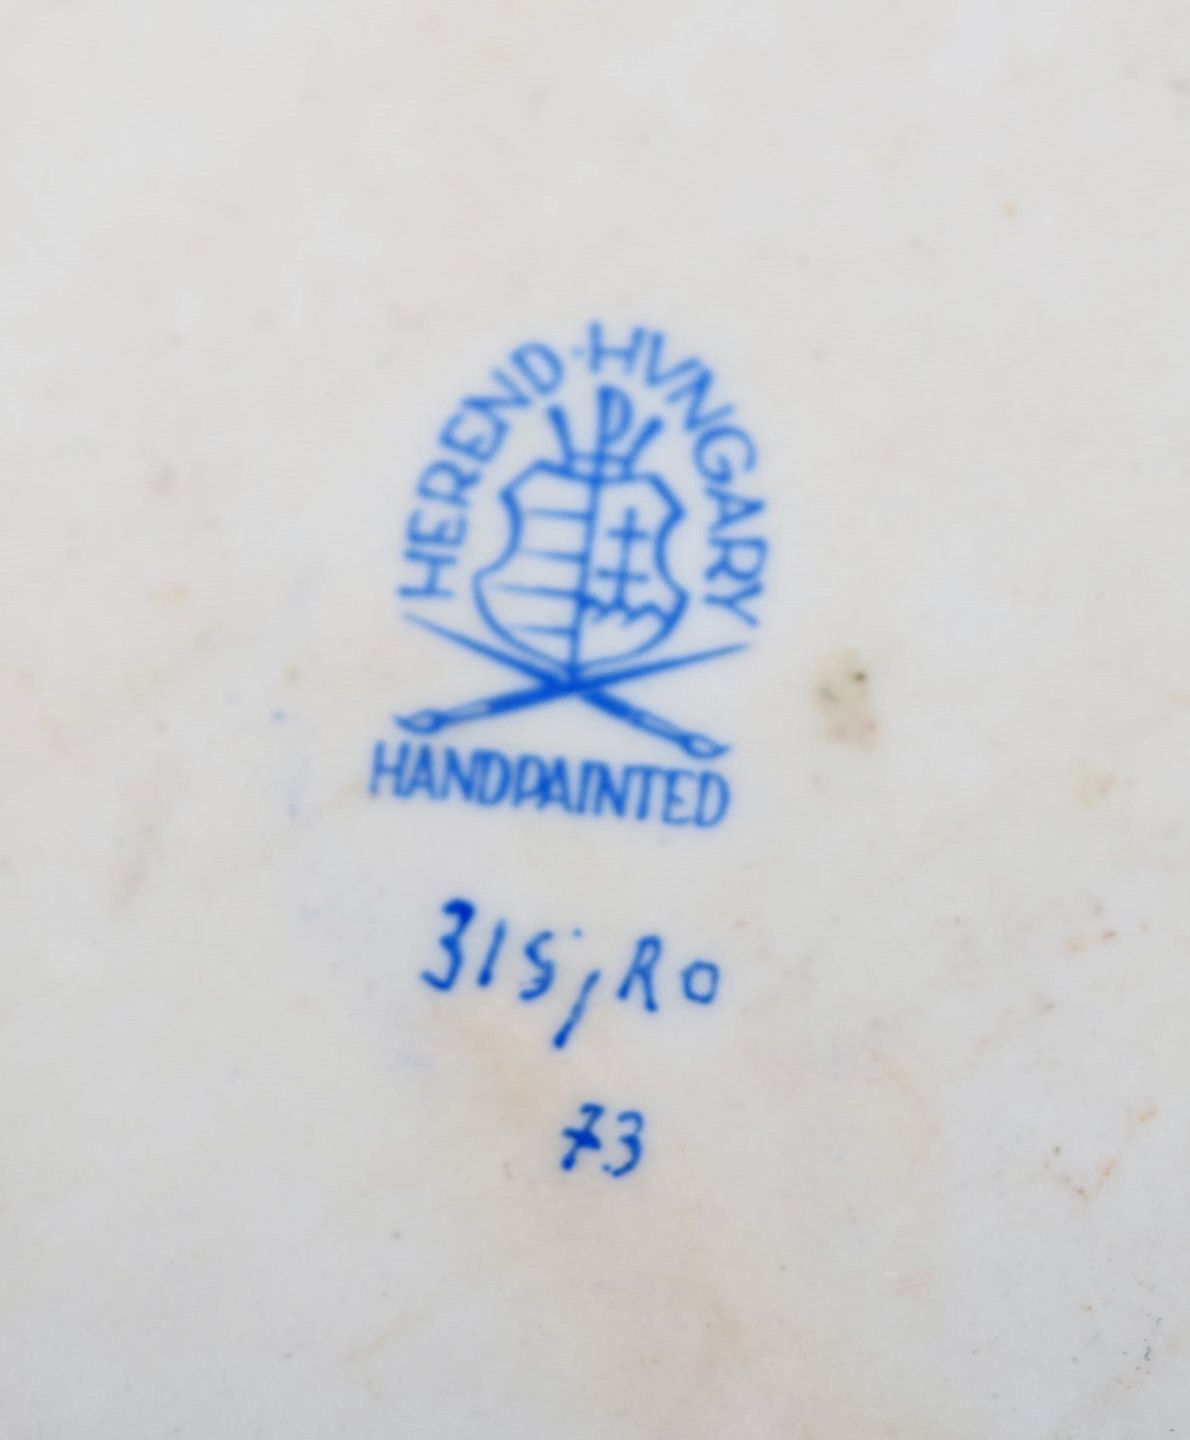 HEREND · HVNGARY
HANDPAINTED
315/RO
73